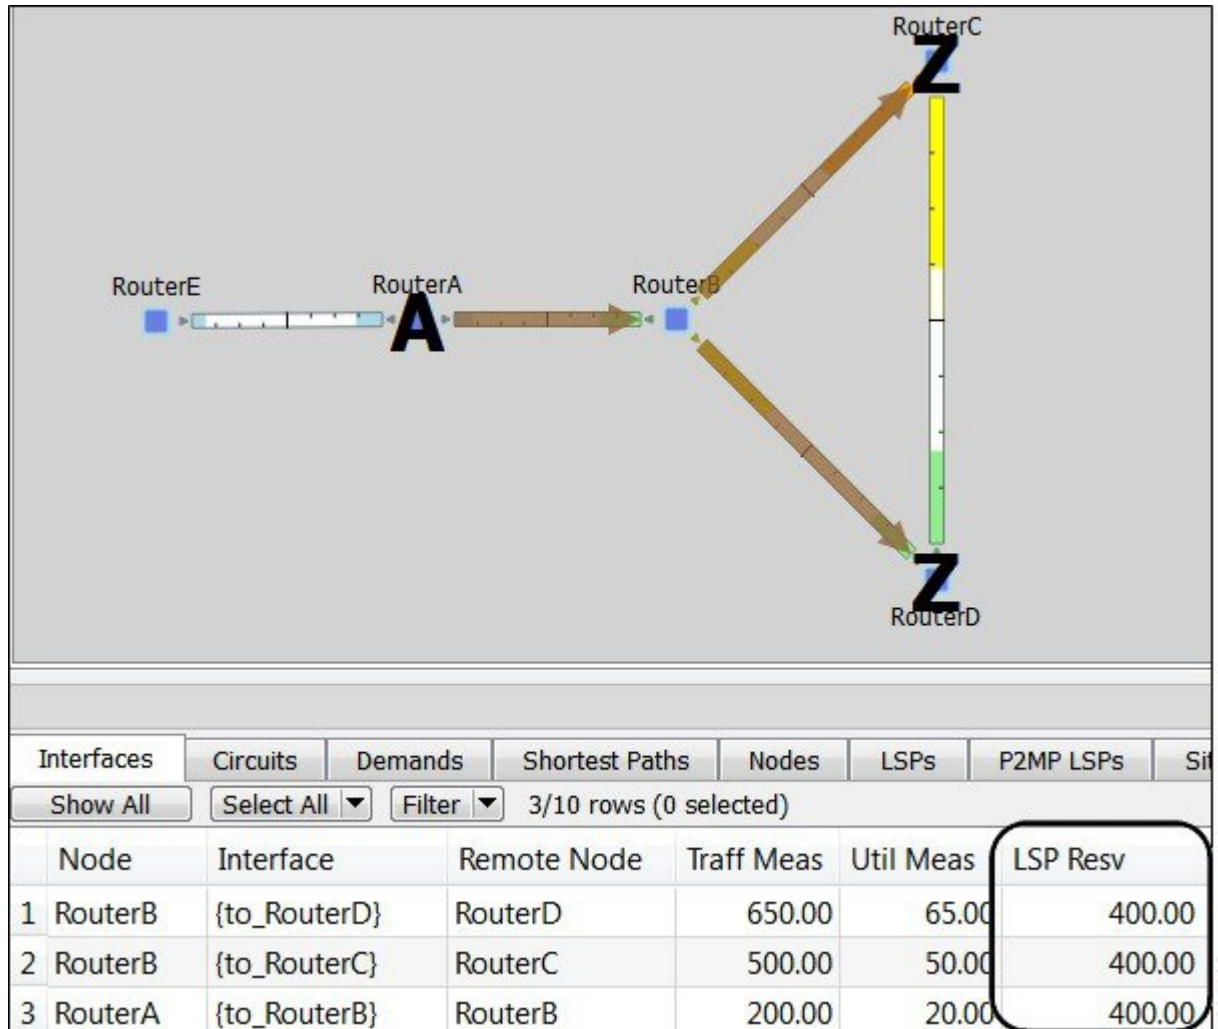 RouterC
Z
RouterE
RouterA
RouterB
A
Z
RouterD
Interfaces Circuits Demands Shortest Paths Nodes LSPs P2MP LSPs
Show All Select All Filter 3/10 rows (0 selected)
Node Interface Remote Node Traff Meas Util Meas LSP Resv
1 RouterB {to_RouterD} RouterD 650.00 65.00 400.00
2 RouterB {to_RouterC} RouterC 500.00 50.00 400.00
3 RouterA {to_RouterB} RouterB 200.00 20.00 400.00